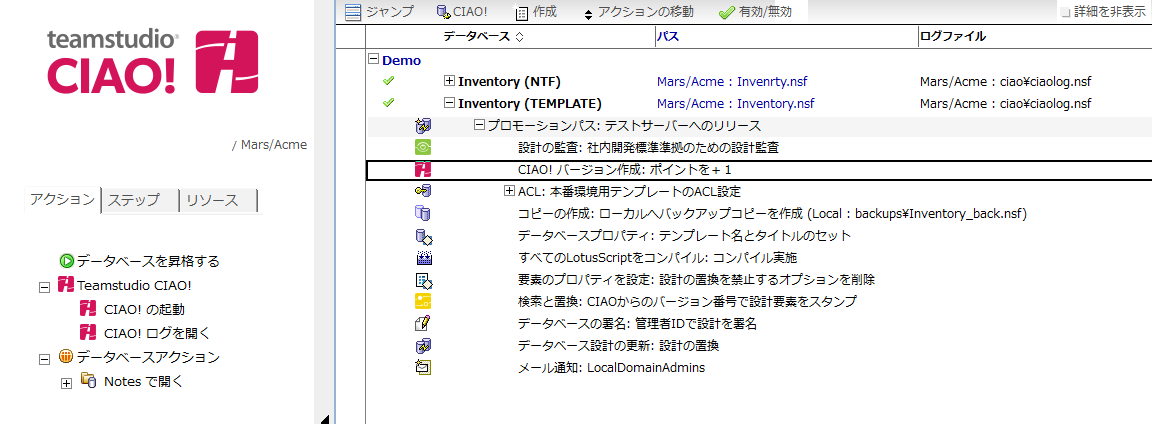 teamstudio®
CIAO!
/ Mars/Acme
アクション ステップ リソース
データベースを昇格する
Teamstudio CIAO!
CIAO! の起動
CIAO! ログを開く
データベースアクション
Notes で開く
ジャンプ CIAO! 作成 アクションの移動 有効/無効 詳細を非表示
データベース パス ログファイル
Demo
Inventory (NTF) Mars/Acme : Invenrty.nsf Mars/Acme : ciao¥ciaolog.nsf
Inventory (TEMPLATE) Mars/Acme : Inventory.nsf Mars/Acme : ciao¥ciaolog.nsf
プロモーションパス: テストサーバーへのリリース
設計の監査: 社内開発標準準拠のための設計監査
CIAO! バージョン作成: ポイントを+ 1
ACL: 本番環境用テンプレートのACL設定
コピーの作成: ローカルへバックアップコピーを作成 (Local : backups¥Inventory_back.nsf)
データベースプロパティ: テンプレート名とタイトルのセット
すべてのLotusScriptをコンパイル: コンパイル実施
要素のプロパティを設定: 設計の置換を禁止するオプションを削除
検索と置換: CIAOからのバージョン番号で設計要素をスタンプ
データベースの署名: 管理者IDで設計を署名
データベース設計の更新: 設計の置換
メール通知: LocalDomainAdmins